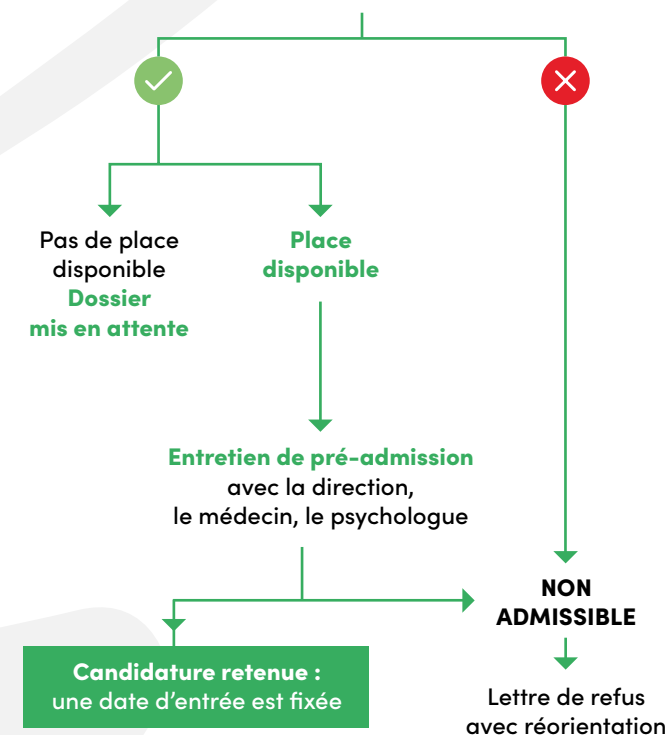 Pas de place
disponible
Dossier
mis en attente
Place
disponible
Entretien de pré-admission
avec la direction,
le médecin, le psychologue
NON
ADMISSIBLE
Candidature retenue :
une date d’entrée est fixée
Lettre de refus
avec réorientation